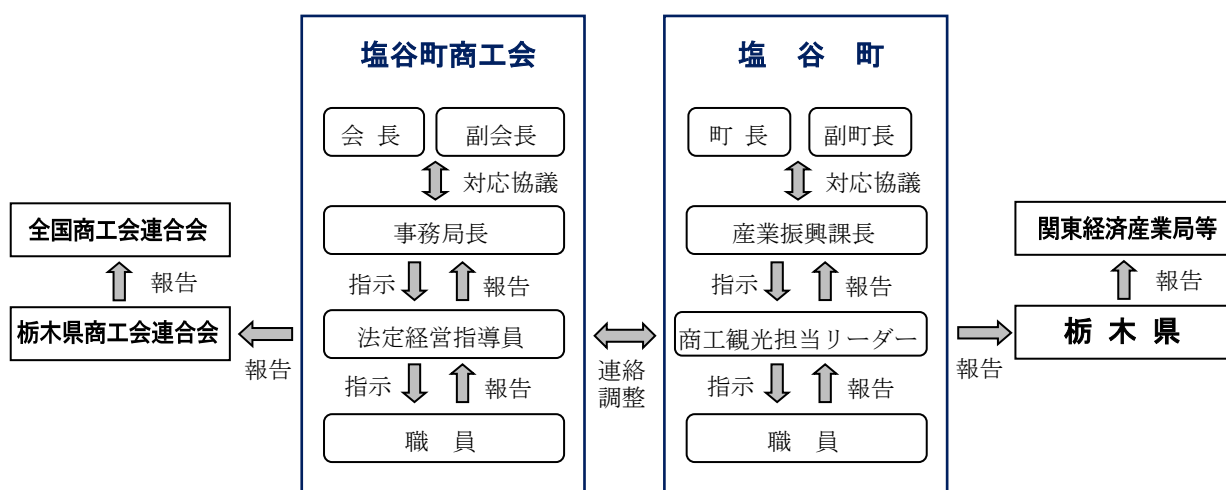 塩谷町商工会
塩　谷　町
会 長
副会長
町 長
副町長
対応協議
対応協議
全国商工会連合会
事務局長
産業振興課長
関東経済産業局等
報告
指示
報告
指示
報告
報告
栃木県商工会連合会
法定経営指導員
商工観光担当リーダー
栃 木 県
報告
連絡
調整
報告
指示
報告
指示
報告
職　員
職　員